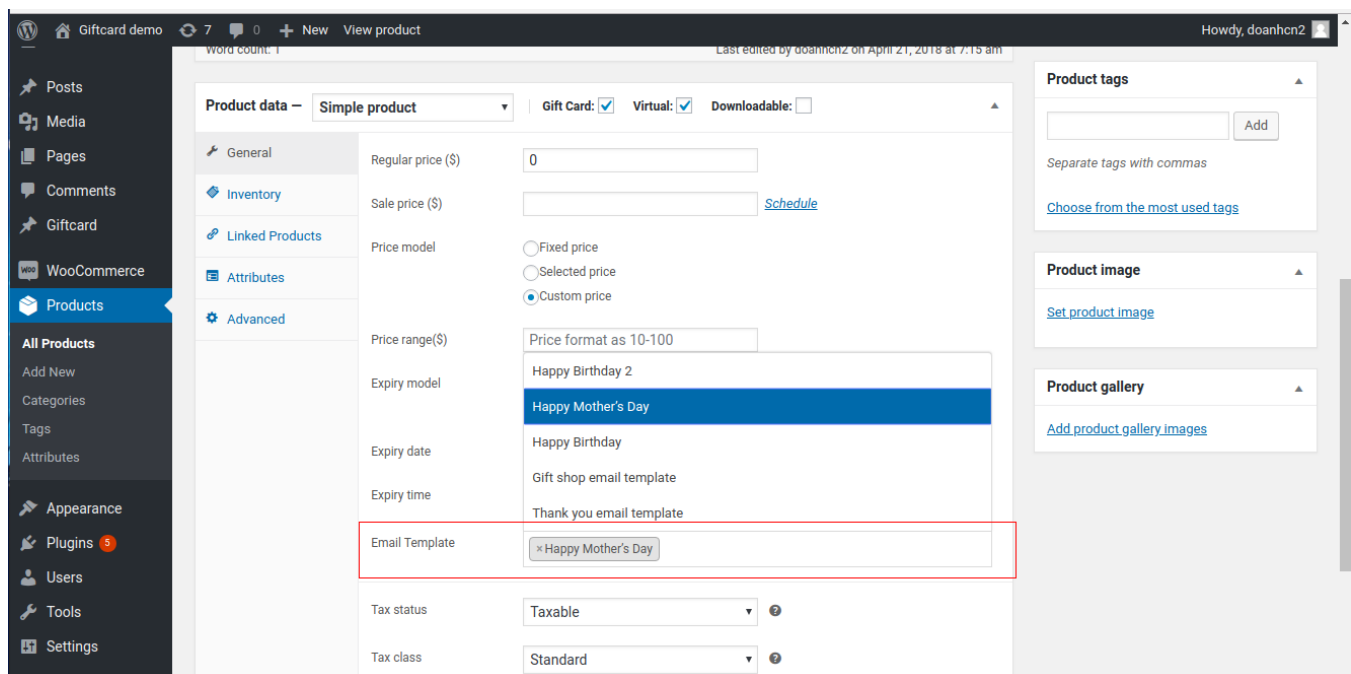 Giftcard demo 7 0 + New View product Howdy, doanhcn2
Word count: 1 Last edited by doanhcn2 on April 21, 2018 at 7:15 am
Posts
Media
Pages
Comments
Giftcard
WooCommerce
Products
All Products
Add New
Categories
Tags
Attributes
Appearance
Plugins 5
Users
Tools
Settings
Product data — Simple product Gift Card: Virtual: Downloadable:
General
Inventory
Linked Products
Attributes
Advanced
Regular price ($) 0
Sale price ($) Schedule
Price model Fixed price
Selected price
Custom price
Price range($) Price format as 10-100
Happy Birthday 2
Expiry model
Happy Mother's Day
Happy Birthday
Expiry date
Gift shop email template
Expiry time
Thank you email template
Email Template ×Happy Mother's Day
Tax status Taxable
Tax class Standard
Product tags
Add
Separate tags with commas
Choose from the most used tags
Product image
Set product image
Product gallery
Add product gallery images